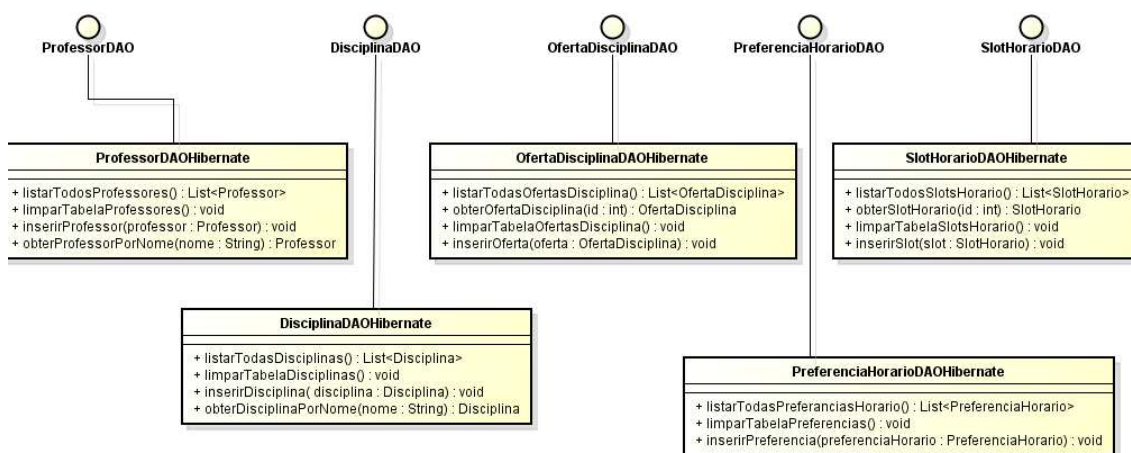 ProfessorDAO
DisciplinaDAO
OfertaDisciplinaDAO
PreferenciaHorarioDAO
SlotHorarioDAO
ProfessorDAOHibernate
+ listarTodosProfessores() : List<Professor>
+ limparTabelaProfessores() : void
+ inserirProfessor(professor : Professor) : void
+ obterProfessorPorNome(nome : String) : Professor
OfertaDisciplinaDAOHibernate
+ listarTodasOfertasDisciplina() : List<OfertaDisciplina>
+ obterOfertaDisciplina(id : int) : OfertaDisciplina
+ limparTabelaOfertasDisciplina() : void
+ inserirOferta(oferta : OfertaDisciplina) : void
SlotHorarioDAOHibernate
+ listarTodosSlotsHorario() : List<SlotHorario>
+ obterSlotHorario(id : int) : SlotHorario
+ limparTabelaSlotsHorario() : void
+ inserirSlot(slot : SlotHorario) : void
DisciplinaDAOHibernate
+ listarTodasDisciplinas() : List<Disciplina>
+ limparTabelaDisciplinas() : void
+ inserirDisciplina( disciplina : Disciplina) : void
+ obterDisciplinaPorNome(nome : String) : Disciplina
PreferenciaHorarioDAOHibernate
+ listarTodasPreferanciasHorario() : List<PreferenciaHorario>
+ limparTabelaPreferencias() : void
+ inserirPreferencia(preferenciaHorario : PreferenciaHorario) : void